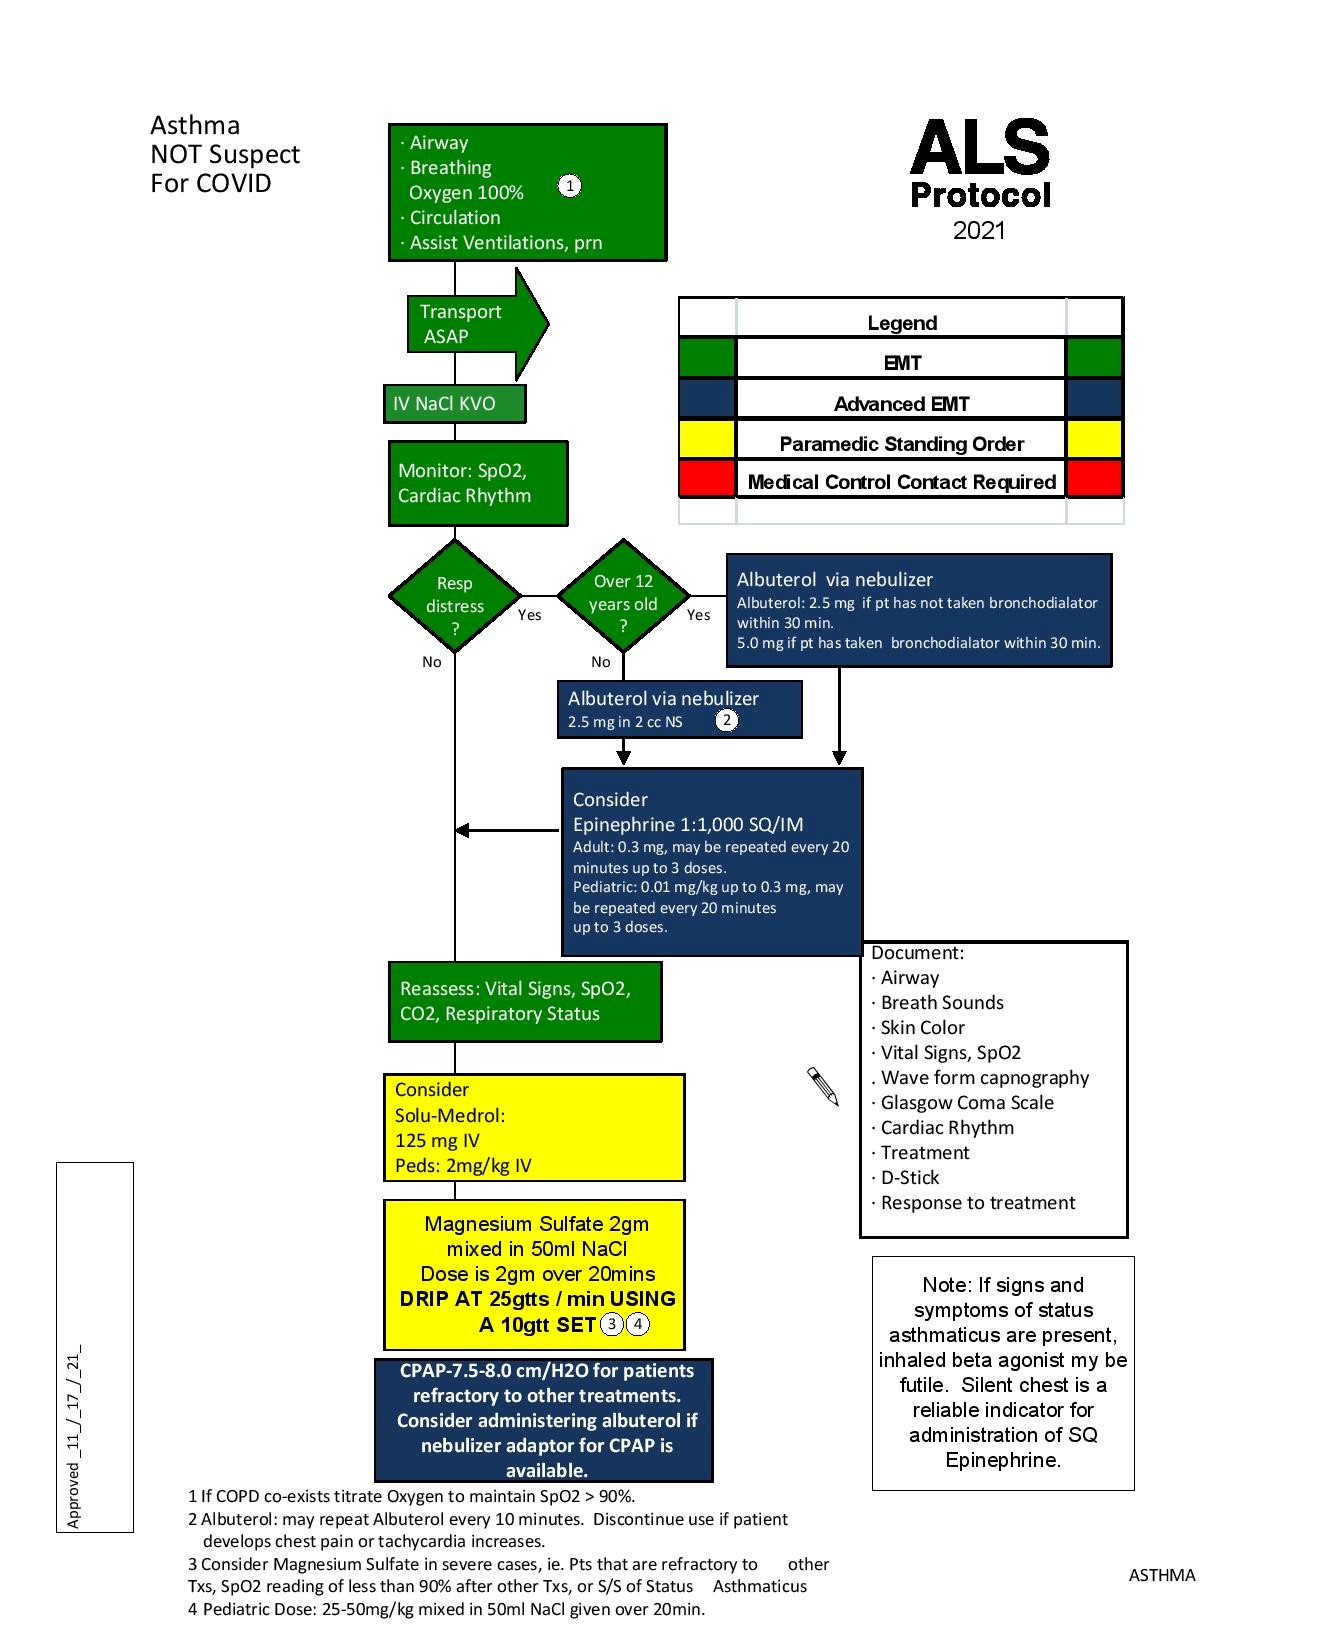 Asthma
NOT Suspect
For COVID
· Airway
· Breathing
Oxygen 100% 1
· Circulation
· Assist Ventilations, prn
ALS
Protocol
2021
Transport
ASAP
IV NaCl KVO
Monitor: SpO2,
Cardiac Rhythm
Legend
EMT
Advanced EMT
Paramedic Standing Order
Medical Control Contact Required
Resp
distress
?
Yes
No
Over 12
years old
?
Yes
No
Albuterol via nebulizer
Albuterol: 2.5 mg if pt has not taken bronchodialator
within 30 min.
5.0 mg if pt has taken bronchodialator within 30 min.
Albuterol via nebulizer
2.5 mg in 2 cc NS 2
Consider
Epinephrine 1:1,000 SQ/IM
Adult: 0.3 mg, may be repeated every 20
minutes up to 3 doses.
Pediatric: 0.01 mg/kg up to 0.3 mg, may
be repeated every 20 minutes
up to 3 doses.
Reassess: Vital Signs, SpO2,
CO2, Respiratory Status
Consider
Solu-Medrol:
125 mg IV
Peds: 2mg/kg IV
Magnesium Sulfate 2gm
mixed in 50ml NaCl
Dose is 2gm over 20mins
DRIP AT 25gtts / min USING
A 10gtt SET 3 4
CPAP-7.5-8.0 cm/H2O for patients
refractory to other treatments.
Consider administering albuterol if
nebulizer adaptor for CPAP is
available.
Document:
· Airway
· Breath Sounds
· Skin Color
· Vital Signs, SpO2
. Wave form capnography
· Glasgow Coma Scale
· Cardiac Rhythm
· Treatment
· D-Stick
· Response to treatment
Note: If signs and
symptoms of status
asthmaticus are present,
inhaled beta agonist my be
futile. Silent chest is a
reliable indicator for
administration of SQ
Epinephrine.
Approved _11_/_17_/_21_
1 If COPD co-exists titrate Oxygen to maintain SpO2 > 90%.
2 Albuterol: may repeat Albuterol every 10 minutes. Discontinue use if patient
develops chest pain or tachycardia increases.
3 Consider Magnesium Sulfate in severe cases, ie. Pts that are refractory to other
Txs, SpO2 reading of less than 90% after other Txs, or S/S of Status Asthmaticus
4 Pediatric Dose: 25-50mg/kg mixed in 50ml NaCl given over 20min.
ASTHMA